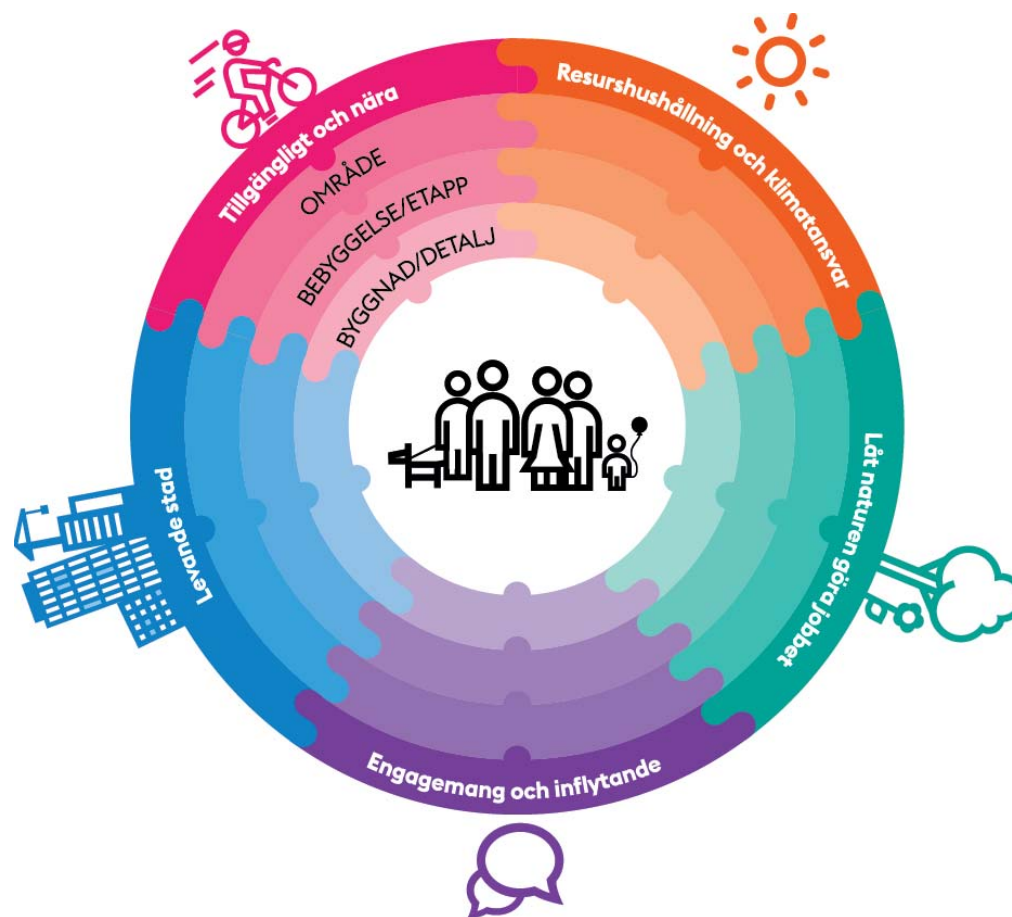 Tillgängligt och nära
OMRÅDE
BEBYGGELSE/ETAPP
BYGGNAD/DETALJ
Resurshushållning och klimatansvar
Låt naturen göra jobbet
Engagemang och inflytande
Levande stad